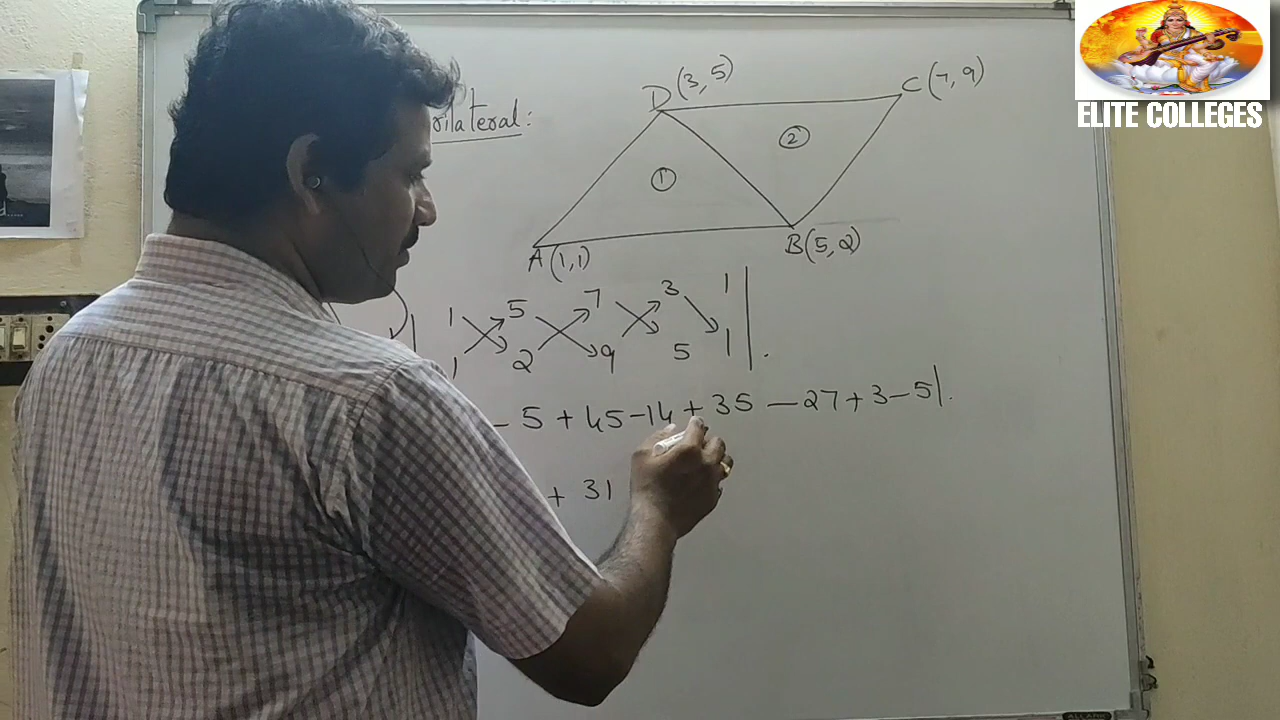 ELITE COLLEGES
rilateral:
D (3, 5)
C (7, 9)
①
②
A (1,1)
B (5, 2)
1 5 7 3 1
1 2 9 5 1 | .
- 5 + 45 - 14 + 35 - 27 + 3 - 5 | .
+ 31